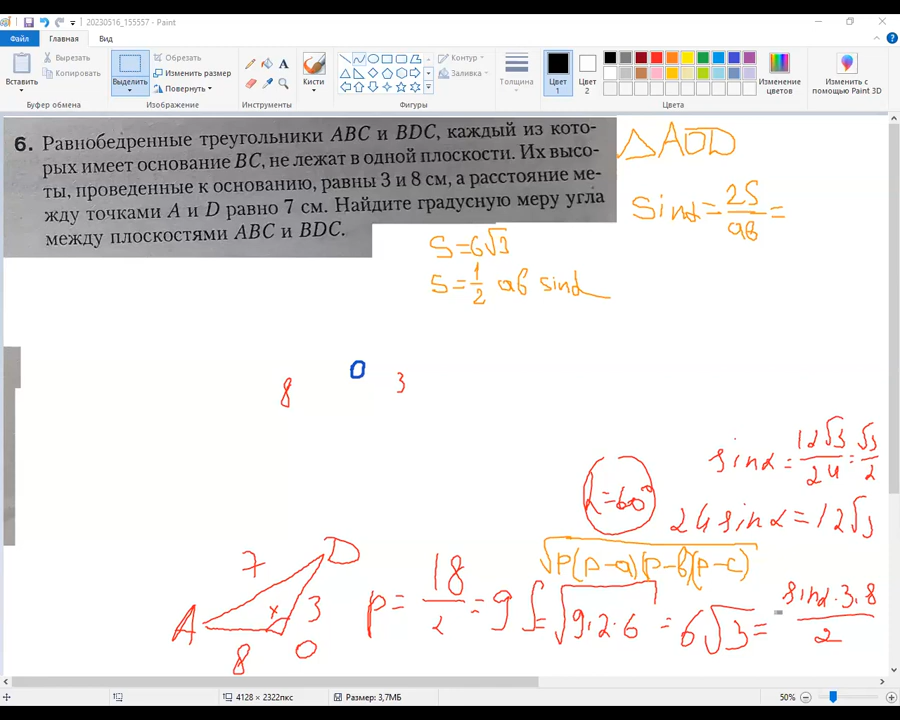 20230516_155557 - Paint
Файл Главная Вид
Вставить
Вырезать
Копировать
Буфер обмена
Выделить
Обрезать
Изменить размер
Повернуть
Изображение
Инструменты
Кисти
Контур
Заливка
Фигуры
Толщина
Цвет 1
Цвет 2
Цвета
Изменение цветов
Изменить с помощью Paint 3D
6. Равнобедренные треугольники ABC и BDC, каждый из кото-
рых имеет основание BC, не лежат в одной плоскости. Их высо-
ты, проведенные к основанию, равны 3 и 8 см, а расстояние ме-
жду точками A и D равно 7 см. Найдите градусную меру угла
между плоскостями ABC и BDC.
△AOD
sinα = 2S/ab =
S=6√3
S=1/2 ab sinα
8 O 3
sinα = 12√3/24 = √3/2
α=60°
24 sinα = 12√3
√p(p-a)(p-b)(p-c)
7 D
A x 3
8 O
p = 18/2 = 9
S = √9·2·6 = 6√3 = sinα·3·8/2
4128 × 2322пкс
Размер: 3,7МБ
50%